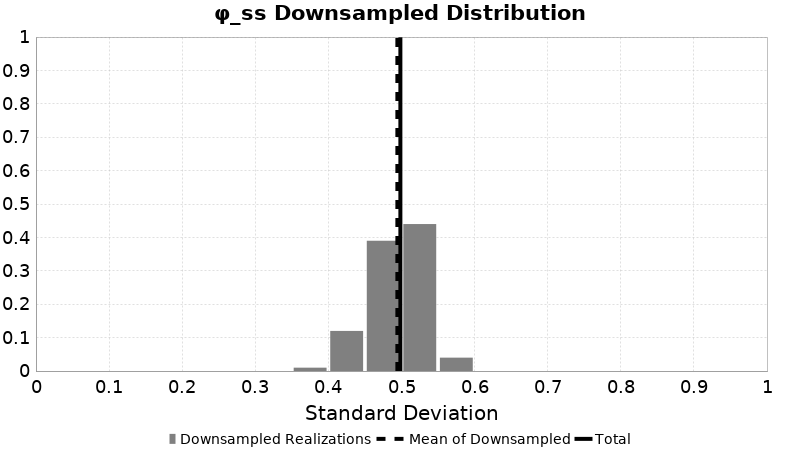 φ_ss Downsampled Distribution
1
0.9
0.8
0.7
0.6
0.5
0.4
0.3
0.2
0.1
0
0 0.1 0.2 0.3 0.4 0.5 0.6 0.7 0.8 0.9 1
Standard Deviation
Downsampled Realizations Mean of Downsampled Total